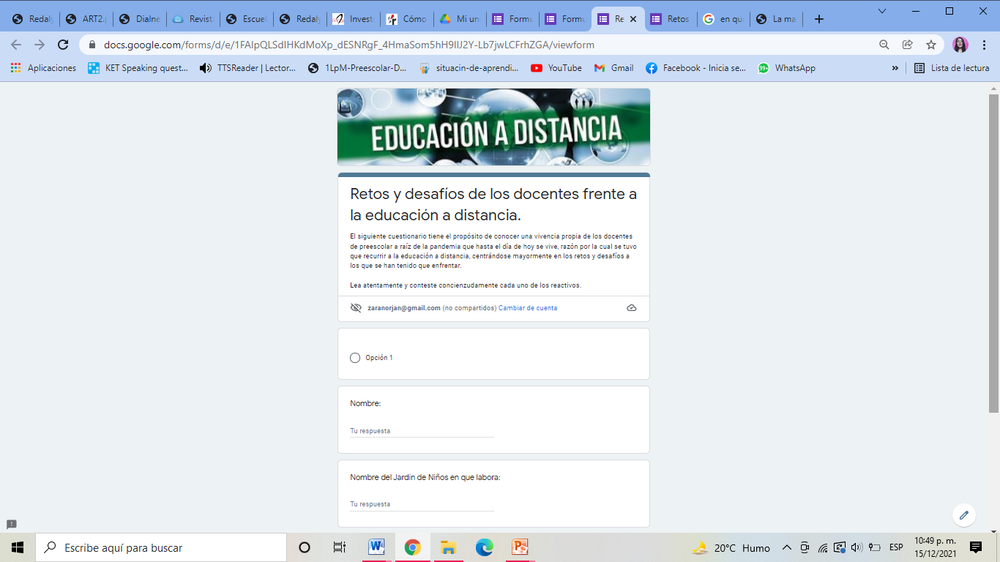 Redaly
ART2.p
Dialne
Revista
Escuel
Redaly
Investi
Cómo
Mi uni
Formu
Formu
Re
Retos
en qu
La ma
docs.google.com/forms/d/e/1FAIpQLSdIHKdMoXp_dESNRgF_4HmaSom5hH9IIJ2Y-Lb7jwLCFrhZGA/viewform
Aplicaciones
KET Speaking quest...
TTSReader | Lector...
1LpM-Preescolar-D...
situacin-de-aprendi...
YouTube
Gmail
Facebook - Inicia se...
99+
WhatsApp
»
Lista de lectura
EDUCACIÓN A DISTANCIA
Retos y desafíos de los docentes frente a
la educación a distancia.
El siguiente cuestionario tiene el propósito de conocer una vivencia propia de los docentes
de preescolar a raíz de la pandemia que hasta el día de hoy se vive, razón por la cual se tuvo
que recurrir a la educación a distancia, centrándose mayormente en los retos y desafíos a
los que se han tenido que enfrentar.
Lea atentamente y conteste concienzudamente cada uno de los reactivos.
zaranorjan@gmail.com (no compartidos) Cambiar de cuenta
Opción 1
Nombre:
Tu respuesta
Nombre del Jardín de Niños en que labora:
Tu respuesta
Escribe aquí para buscar
20°C Humo
ESP
10:49 p. m.
15/12/2021